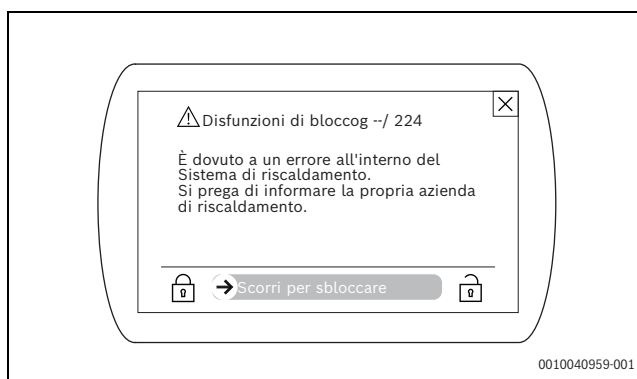 Disfunzioni di bloccog --/ 224
È dovuto a un errore all'interno del
Sistema di riscaldamento.
Si prega di informare la propria azienda
di riscaldamento.
Scorri per sbloccare
0010040959-001